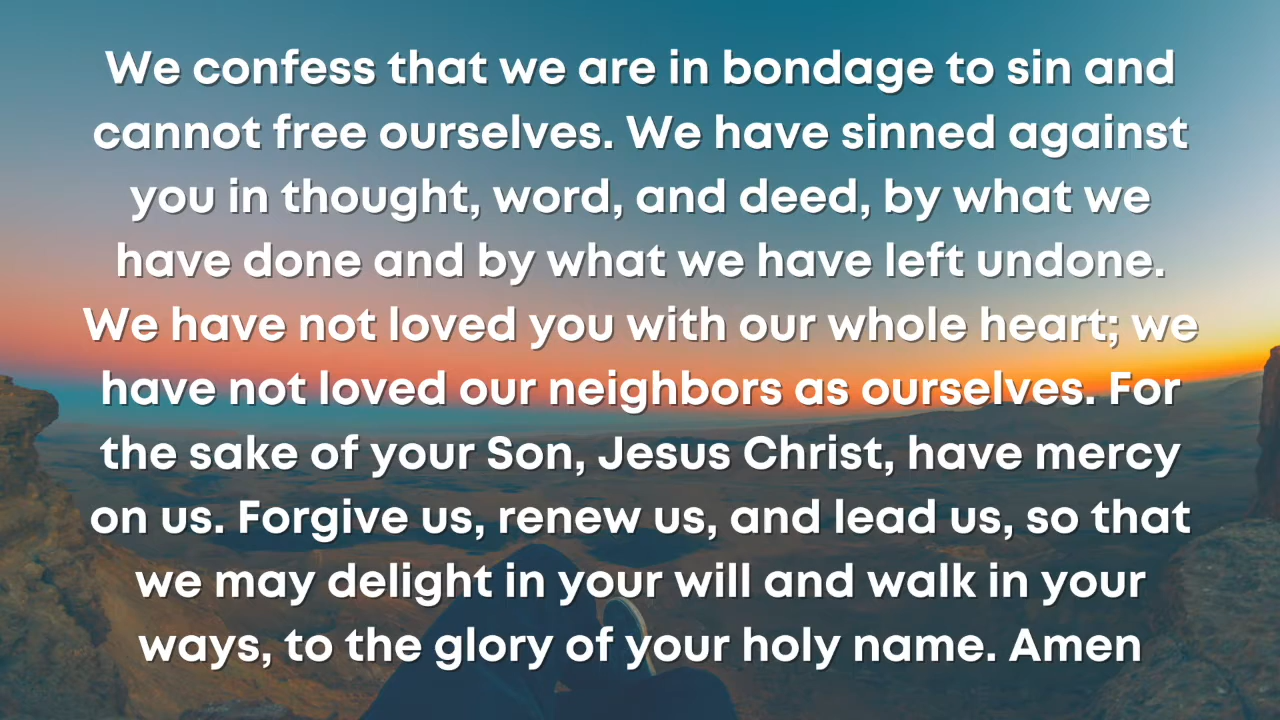 We confess that we are in bondage to sin and
cannot free ourselves. We have sinned against
you in thought, word, and deed, by what we
have done and by what we have left undone.
We have not loved you with our whole heart; we
have not loved our neighbors as ourselves. For
the sake of your Son, Jesus Christ, have mercy
on us. Forgive us, renew us, and lead us, so that
we may delight in your will and walk in your
ways, to the glory of your holy name. Amen